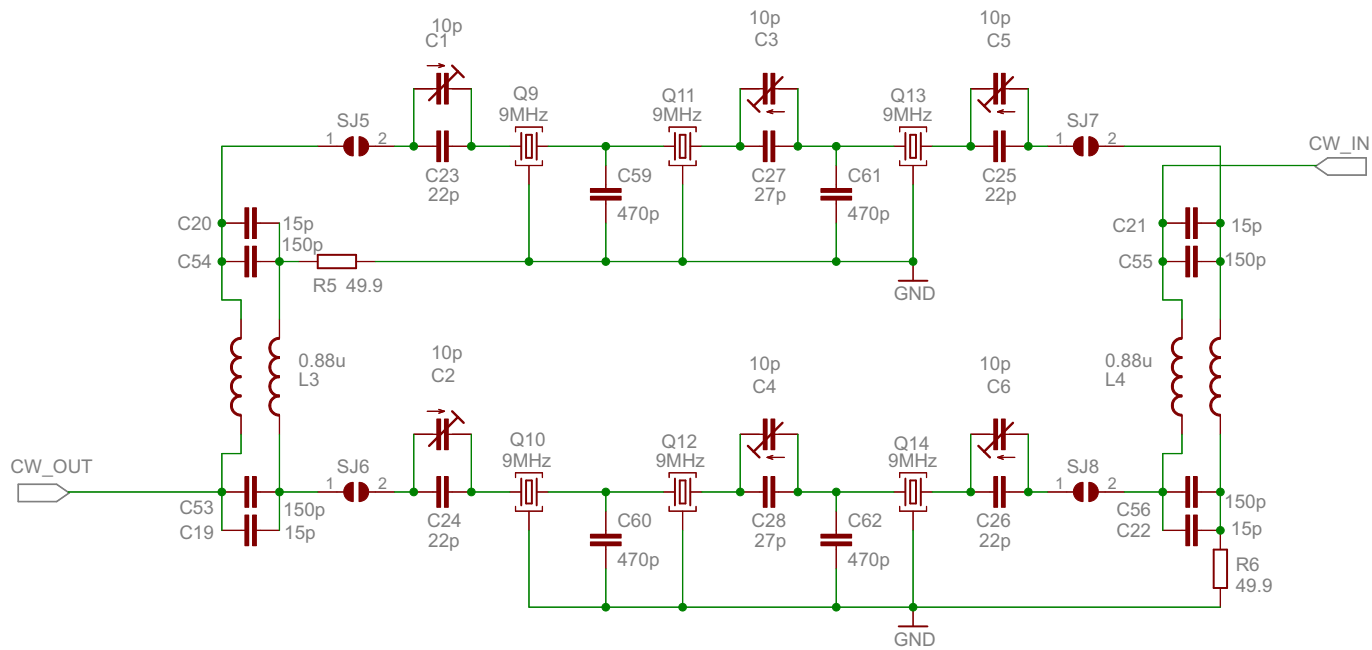 10p
C1
10p
C3
10p
C5
Q9
9MHz
Q11
9MHz
Q13
9MHz
SJ5
1
2
SJ7
1
2
CW_IN
C23
22p
C59
470p
C27
27p
C61
470p
C25
22p
C20
15p
150p
C54
R5 49.9
GND
C21
15p
C55
150p
0.88u
L3
0.88u
L4
10p
C2
10p
C4
10p
C6
CW_OUT
SJ6
1
2
Q10
9MHz
Q12
9MHz
Q14
9MHz
SJ8
1
2
C53
150p
C19
15p
C24
22p
C60
470p
C28
27p
C62
470p
C26
22p
C56
150p
C22
15p
R6
49.9
GND